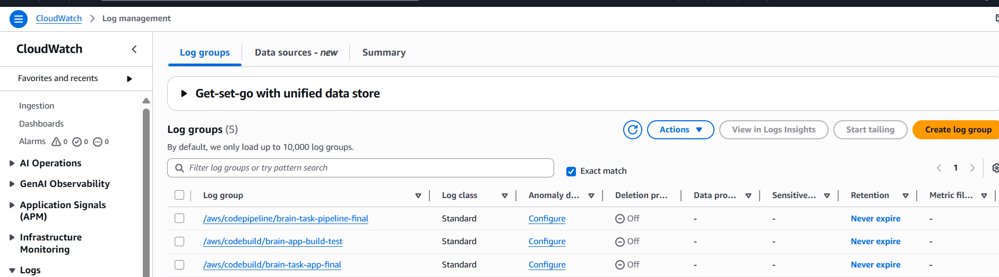 CloudWatch > Log management
CloudWatch
Favorites and recents
Ingestion
Dashboards
Alarms 0 0 0
AI Operations
GenAI Observability
Application Signals
(APM)
Infrastructure
Monitoring
Logs
Log groups
Data sources - new
Summary
Get-set-go with unified data store
Log groups (5)
Actions
View in Logs Insights
Start tailing
Create log group
By default, we only load up to 10,000 log groups.
Filter log groups or try pattern search
Exact match
1
Log group Log class Anomaly d... Deletion pr... Data pro... Sensitive... Retention Metric fil...
/aws/codepipeline/brain-task-pipeline-final Standard Configure Off - - Never expire -
/aws/codebuild/brain-app-build-test Standard Configure Off - - Never expire -
/aws/codebuild/brain-task-app-final Standard Configure Off - - Never expire -